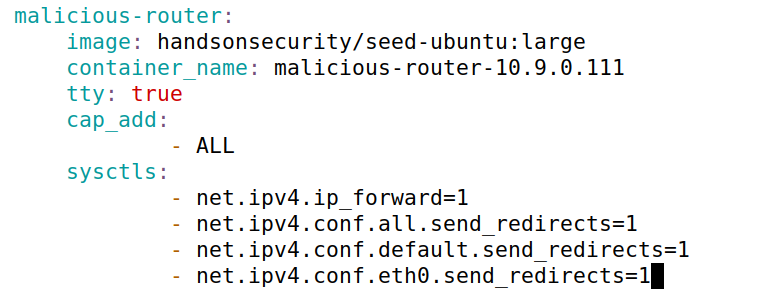 malicious-router:
image: handsonsecurity/seed-ubuntu:large
container_name: malicious-router-10.9.0.111
tty: true
cap_add:
- ALL
sysctls:
- net.ipv4.ip_forward=1
- net.ipv4.conf.all.send_redirects=1
- net.ipv4.conf.default.send_redirects=1
- net.ipv4.conf.eth0.send_redirects=1